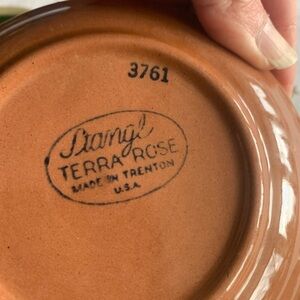 3761
Stangl
TERRA ROSE
MADE IN TRENTON
U.S.A.